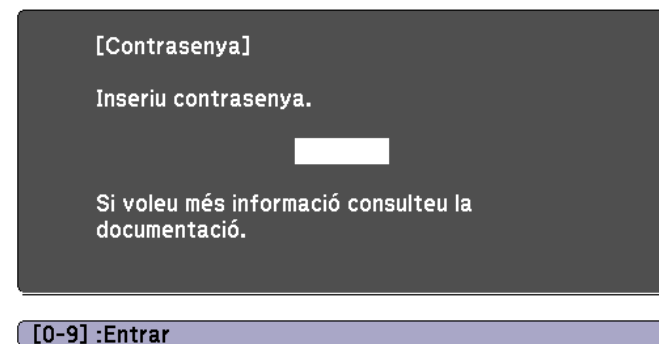 [Contrasenya]
Inseriu contrasenya.
Si voleu més informació consulteu la
documentació.
[0-9] :Entrar